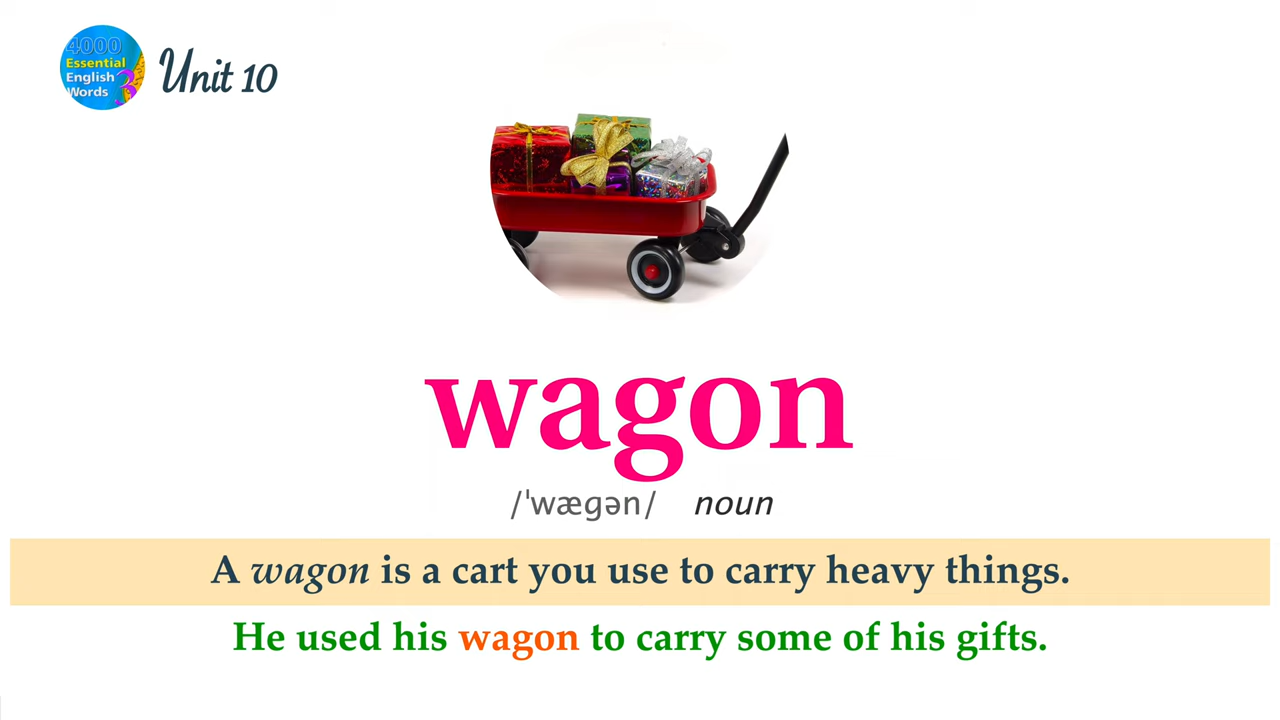 4000
Essential
English
Words 3
Unit 10
wagon
/ˈwægən/ noun
A wagon is a cart you use to carry heavy things.
He used his wagon to carry some of his gifts.